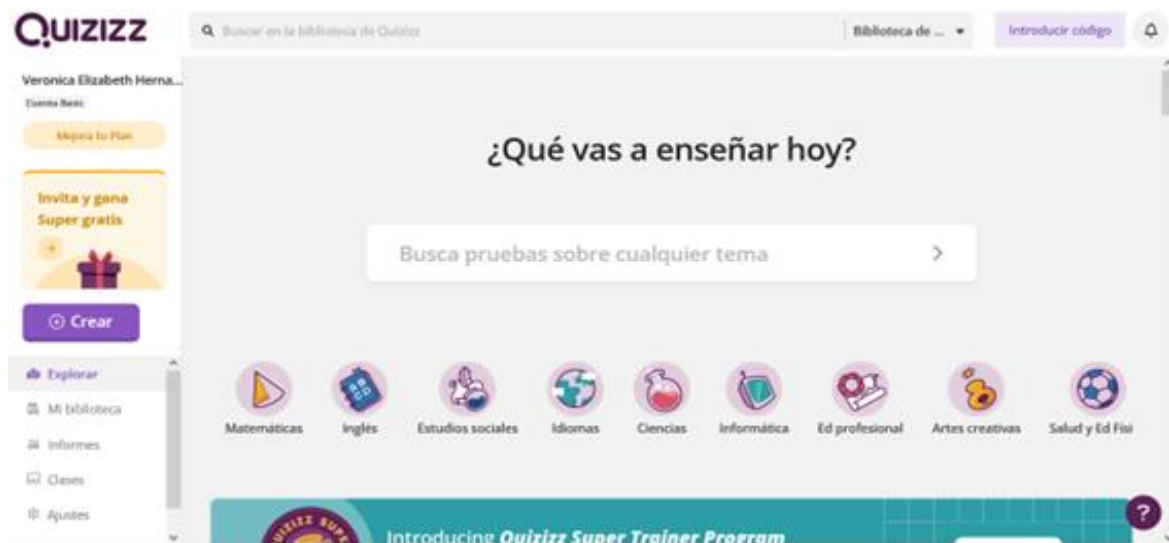 QUIZIZZ
Buscar en la biblioteca de Quizizz
Biblioteca de ...
Introducir código
Veronica Elizabeth Herna...
Cuenta Basic
Mejora tu Plan
Invita y gana
Super gratis
Crear
Explorar
Mi biblioteca
Informes
Clases
Ajustes
¿Qué vas a enseñar hoy?
Busca pruebas sobre cualquier tema
Matemáticas
Inglés
Estudios sociales
Idiomas
Ciencias
Informática
Ed profesional
Artes creativas
Salud y Ed Físi
QUIZIZZ SUPER
Introducing Quizizz Super Trainer Program
?